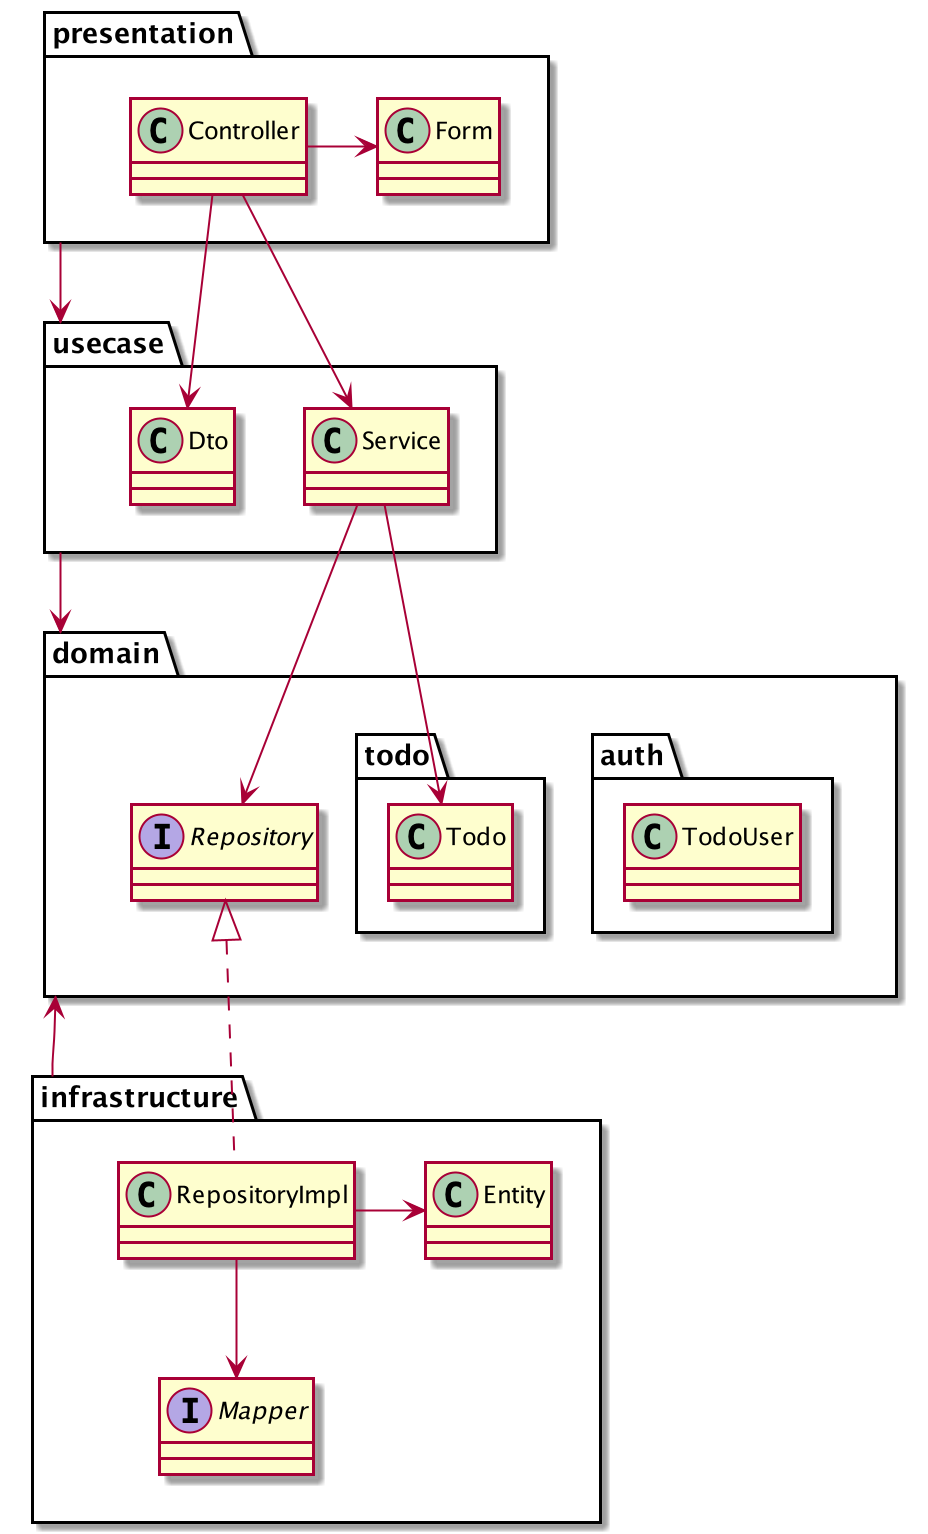 presentation
C Controller
C Form
usecase
C Dto
C Service
domain
todo
auth
I Repository
C Todo
C TodoUser
infrastructure
C RepositoryImpl
C Entity
I Mapper